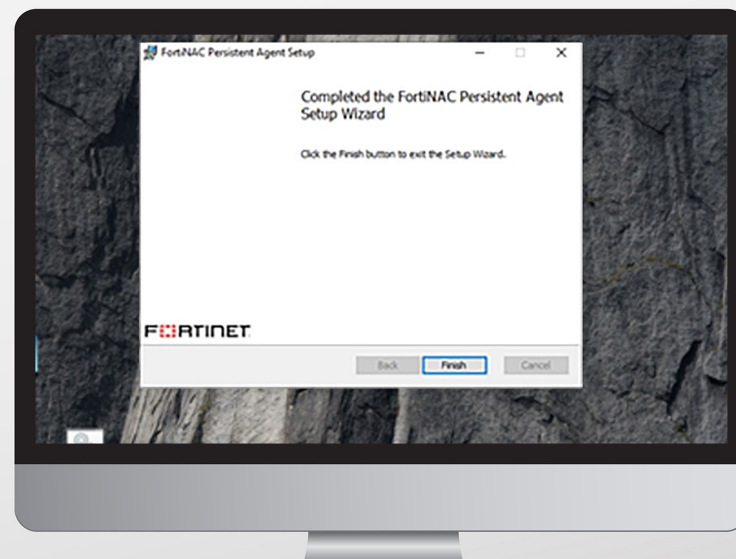 FortiNAC Persistent Agent Setup
Completed the FortiNAC Persistent Agent
Setup Wizard
Click the Finish button to exit the Setup Wizard.
FORTINET
Back Finish Cancel